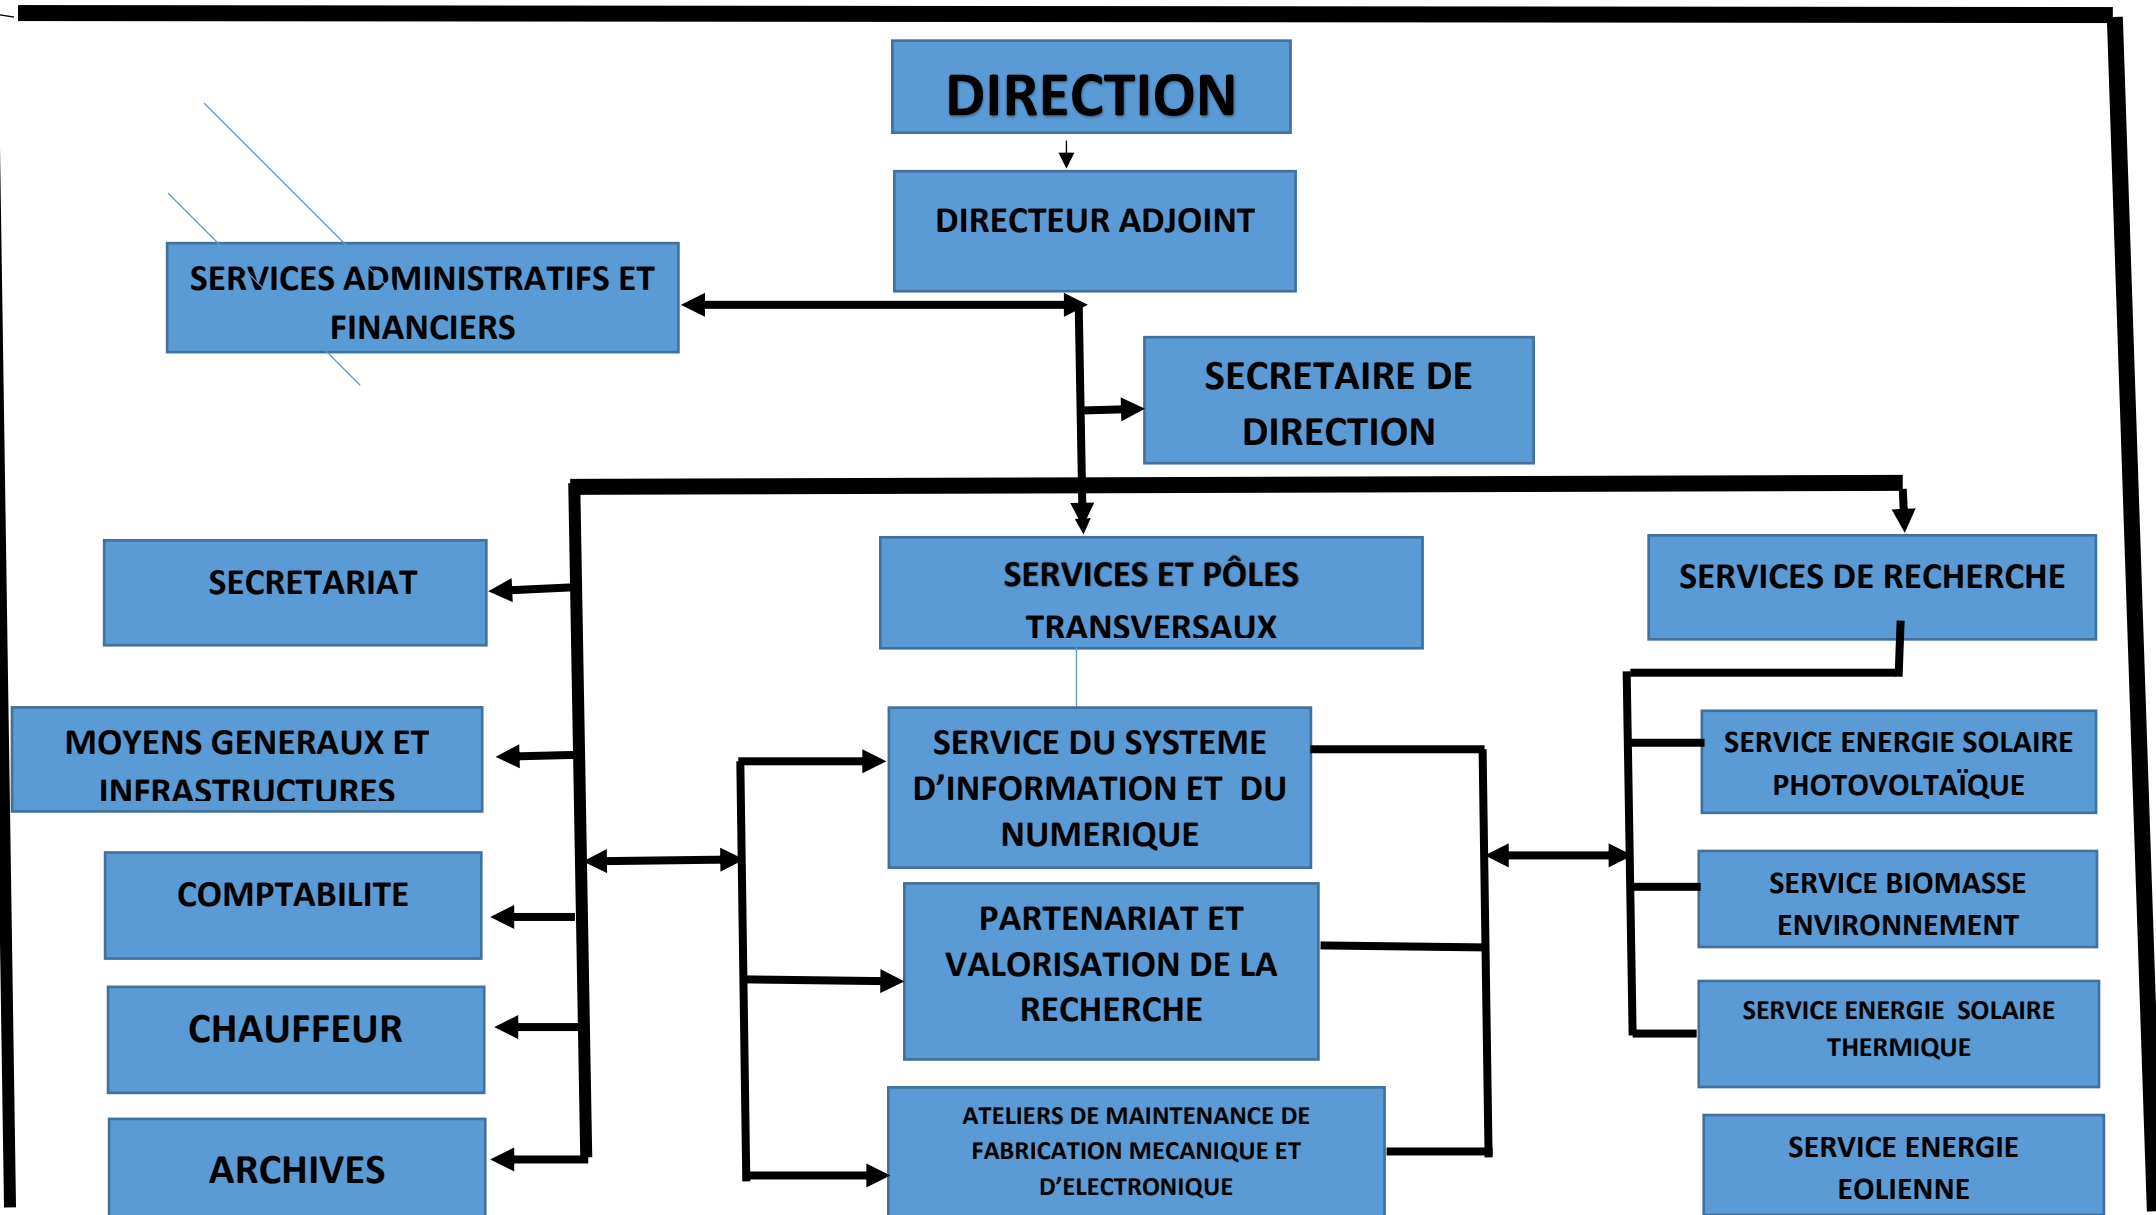 DIRECTION
DIRECTEUR ADJOINT
SERVICES ADMINISTRATIFS ET
FINANCIERS
SECRETAIRE DE
DIRECTION
SECRETARIAT
MOYENS GENERAUX ET
INFRASTRUCTURES
COMPTABILITE
CHAUFFEUR
ARCHIVES
SERVICES ET PÔLES
TRANSVERSAUX
SERVICE DU SYSTEME
D’INFORMATION ET  DU
NUMERIQUE
PARTENARIAT ET
VALORISATION DE LA
RECHERCHE
ATELIERS DE MAINTENANCE DE
FABRICATION MECANIQUE ET
D’ELECTRONIQUE
SERVICES DE RECHERCHE
SERVICE ENERGIE SOLAIRE
PHOTOVOLTAÏQUE
SERVICE BIOMASSE
ENVIRONNEMENT
SERVICE ENERGIE  SOLAIRE
THERMIQUE
SERVICE ENERGIE
EOLIENNE